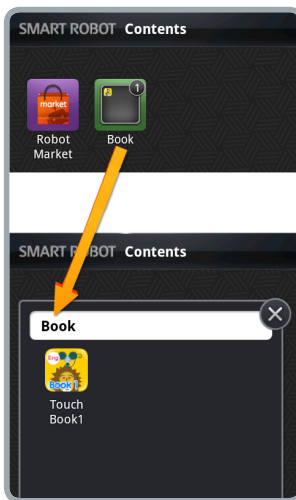 SMART ROBOT Contents
market
1
Robot
Market
Book
SMART ROBOT Contents
Book
Eng
BOOK 1
Touch
Book1